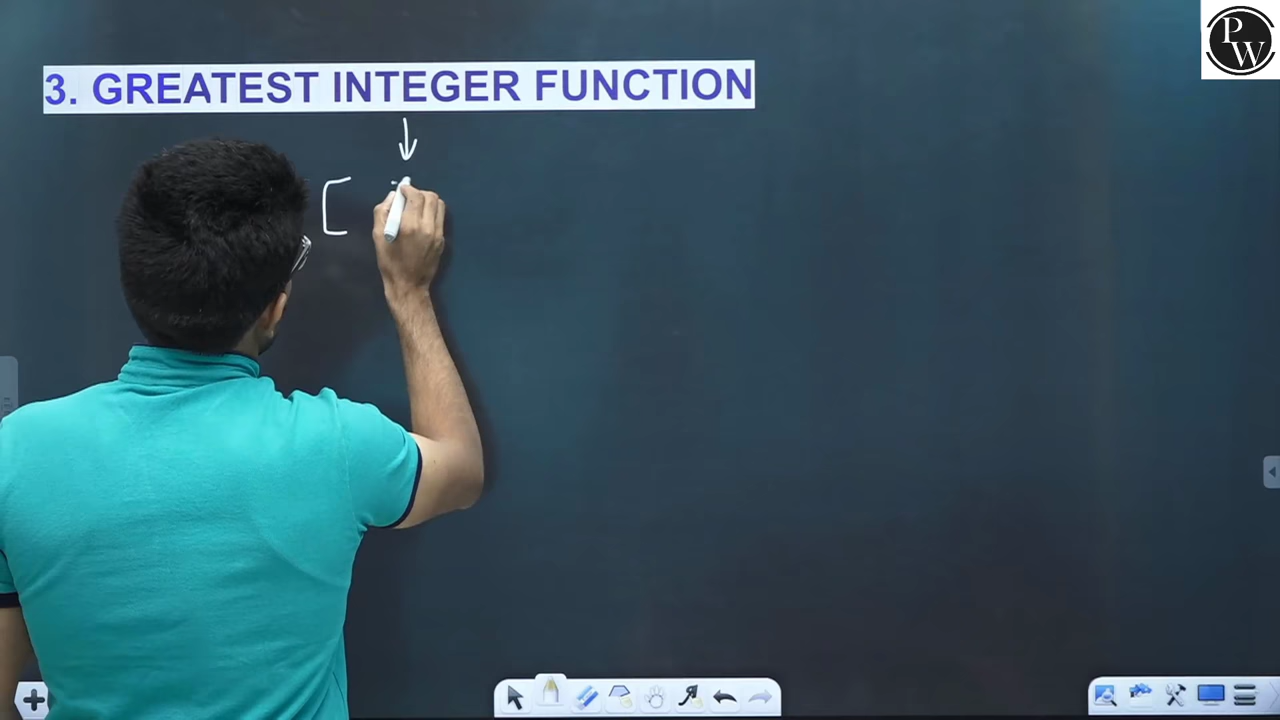 PW
3. GREATEST INTEGER FUNCTION
[